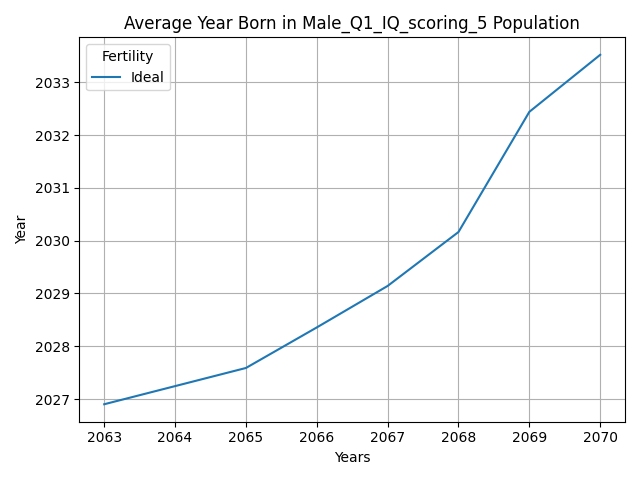 Average Year Born in Male_Q1_IQ_scoring_5 Population
Fertility
Ideal
2033
2032
2031
2030
2029
2028
2027
Year
2063 2064 2065 2066 2067 2068 2069 2070
Years